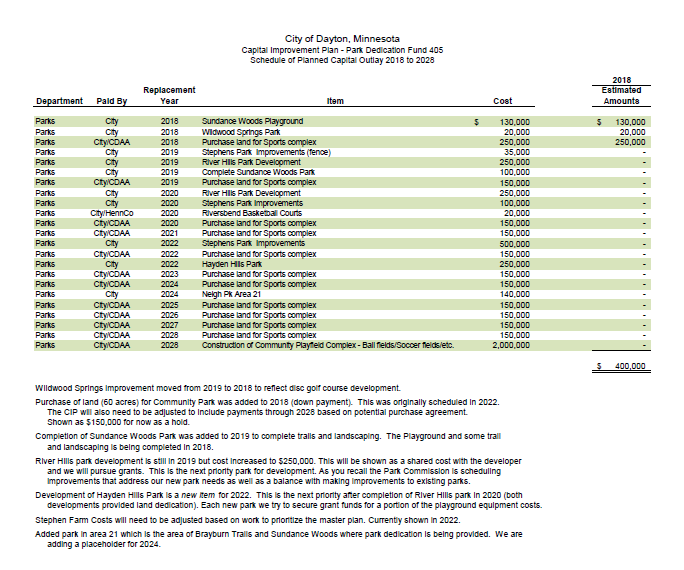 City of Dayton, Minnesota
Capital Improvement Plan - Park Dedication Fund 405
Schedule of Planned Capital Outlay 2018 to 2028
2018
Replacement Estimated
Department Paid By Year Item Cost Amounts
Parks City 2018 Sundance Woods Playground $ 130,000 $ 130,000
Parks City 2018 Wildwood Springs Park 20,000 20,000
Parks City/CDAA 2018 Purchase land for Sports complex 250,000 250,000
Parks City 2019 Stephens Park Improvements (fence) 35,000 -
Parks City 2019 River Hills Park Development 250,000 -
Parks City 2019 Complete Sundance Woods Park 100,000 -
Parks City/CDAA 2019 Purchase land for Sports complex 150,000 -
Parks City 2020 River Hills Park Development 250,000 -
Parks City 2020 Stephens Park Improvements 100,000 -
Parks City/HennCo 2020 Riversbend Basketball Courts 20,000 -
Parks City/CDAA 2020 Purchase land for Sports complex 150,000 -
Parks City/CDAA 2021 Purchase land for Sports complex 150,000 -
Parks City 2022 Stephens Park Improvements 500,000 -
Parks City/CDAA 2022 Purchase land for Sports complex 150,000 -
Parks City 2022 Hayden Hills Park 250,000 -
Parks City/CDAA 2023 Purchase land for Sports complex 150,000 -
Parks City/CDAA 2024 Purchase land for Sports complex 150,000 -
Parks City 2024 Neigh Pk Area 21 140,000 -
Parks City/CDAA 2025 Purchase land for Sports complex 150,000 -
Parks City/CDAA 2026 Purchase land for Sports complex 150,000 -
Parks City/CDAA 2027 Purchase land for Sports complex 150,000 -
Parks City/CDAA 2028 Purchase land for Sports complex 150,000 -
Parks City/CDAA 2028 Construction of Community Playfield Complex - Ball fields/Soccer fields/etc. 2,000,000 -
$ 400,000
Wildwood Springs Improvement moved from 2019 to 2018 to reflect disc golf course development.
Purchase of land (60 acres) for Community Park was added to 2018 (down payment). This was originally scheduled in 2022.
The CIP will also need to be adjusted to include payments through 2028 based on potential purchase agreement.
Shown as $150,000 for now as a hold.
Completion of Sundance Woods Park was added to 2019 to complete trails and landscaping. The Playground and some trail
and landscaping is being completed in 2018.
River Hills park development is still in 2019 but cost increased to $250,000. This will be shown as a shared cost with the developer
and we will pursue grants. This is the next priority park for development. As you recall the Park Commission is scheduling
improvements that address our new park needs as well as a balance with making improvements to existing parks.
Development of Hayden Hills Park is a new item for 2022. This is the next priority after completion of River Hills park in 2020 (both
developments provided land dedication). Each new park we try to secure grant funds for a portion of the playground equipment costs.
Stephen Farm Costs will need to be adjusted based on work to prioritize the master plan. Currently shown in 2022.
Added park in area 21 which is the area of Brayburn Trails and Sundance Woods where park dedication is being provided. We are
adding a placeholder for 2024.